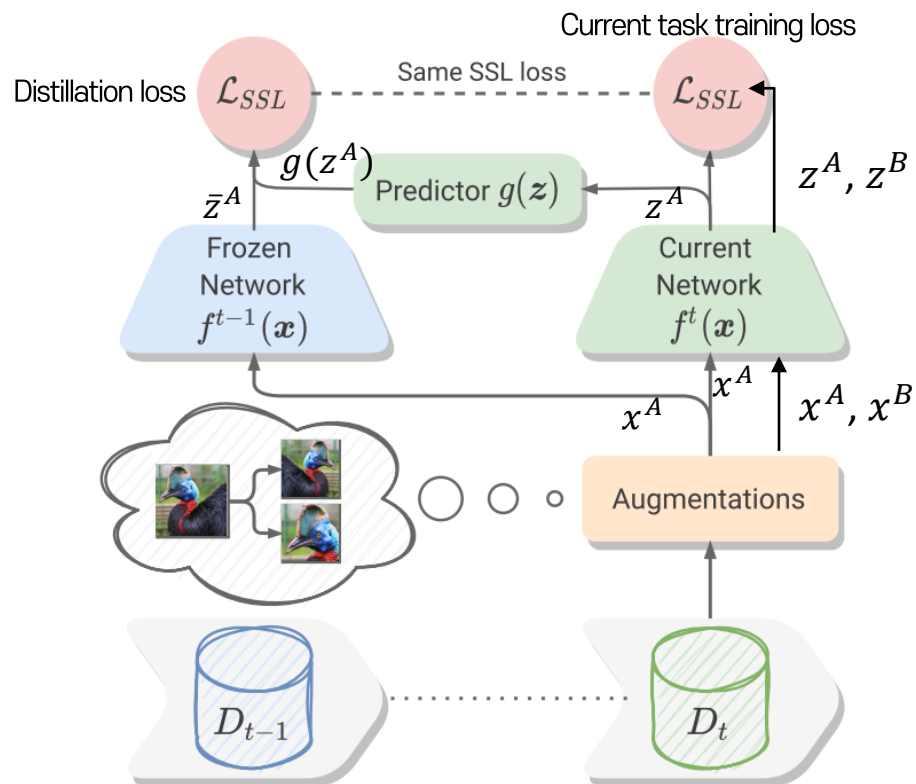 Current task training loss
Distillation loss
ℒ_SSL
Same SSL loss
ℒ_SSL
g(z^A)
Predictor g(z)
z^A, z^B
z̄^A
z^A
Frozen
Network
f^{t-1}(x)
Current
Network
f^t(x)
x^A
x^A
x^A, x^B
Augmentations
D_{t-1}
D_t